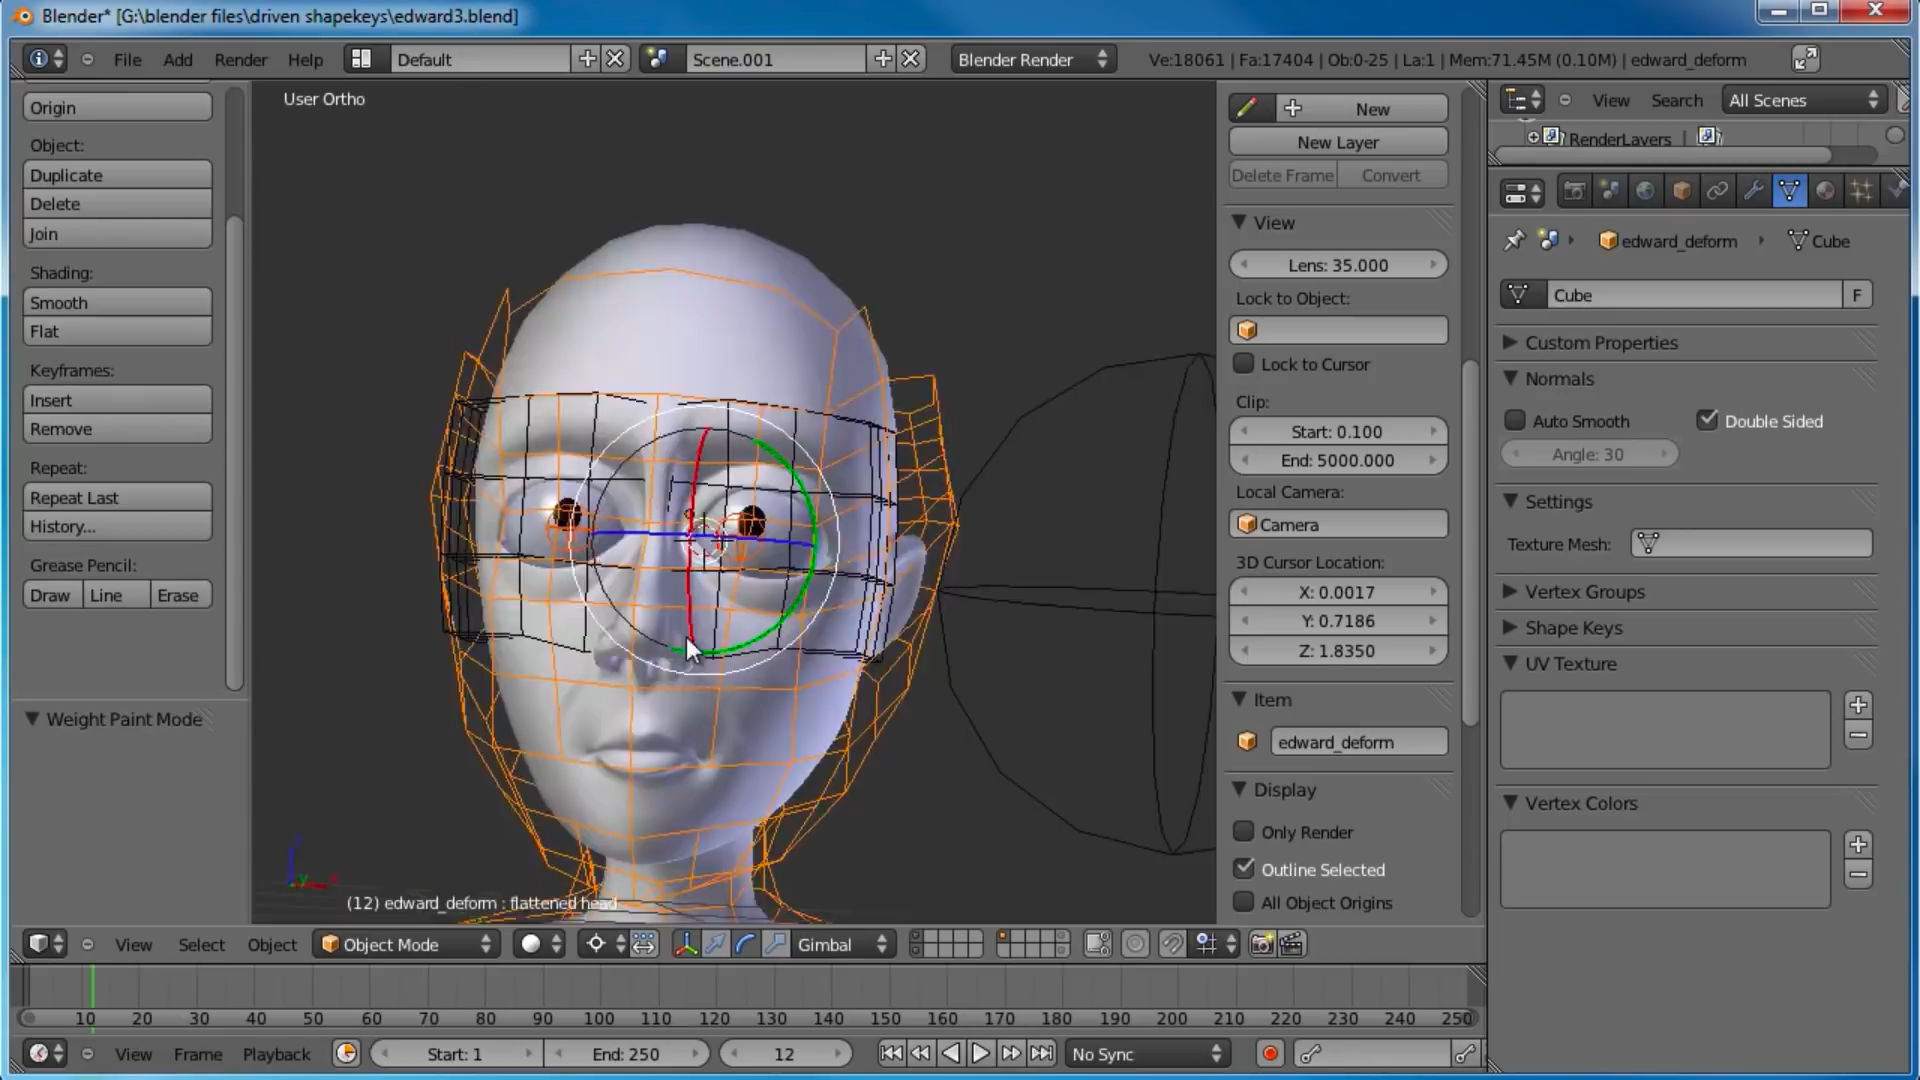 Blender* [G:\blender files\driven shapekeys\edward3.blend]
File Add Render Help Default Scene.001 Blender Render Ve:18061 | Fa:17404 | Ob:0-25 | La:1 | Mem:71.45M (0.10M) | edward_deform
Origin
Object:
Duplicate
Delete
Join
Shading:
Smooth
Flat
Keyframes:
Insert
Remove
Repeat:
Repeat Last
History...
Grease Pencil:
Draw Line Erase
Weight Paint Mode
User Ortho
(12) edward_deform : flattened head
New
New Layer
Delete Frame Convert
View
Lens: 35.000
Lock to Object:
Lock to Cursor
Clip:
Start: 0.100
End: 5000.000
Local Camera:
Camera
3D Cursor Location:
X: 0.0017
Y: 0.7186
Z: 1.8350
Item
edward_deform
Display
Only Render
Outline Selected
All Object Origins
View Search All Scenes
RenderLayers |
edward_deform Cube
Cube F
Custom Properties
Normals
Auto Smooth Double Sided
Angle: 30
Settings
Texture Mesh:
Vertex Groups
Shape Keys
UV Texture
Vertex Colors
View Select Object Object Mode Gimbal
10 20 30 40 50 60 70 80 90 100 110 120 130 140 150 160 170 180 190 200 210 220 230 240 250
View Frame Playback Start: 1 End: 250 12 No Sync